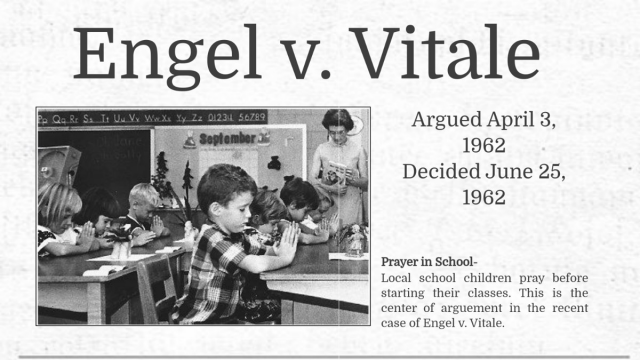 Engel v. Vitale
Pp Qq Rr Ss Tt Uu Vv Ww Xx Yy Zz 01234 56789
September
Argued April 3,
1962
Decided June 25,
1962
Prayer in School-
Local school children pray before
starting their classes. This is the
center of arguement in the recent
case of Engel v. Vitale.